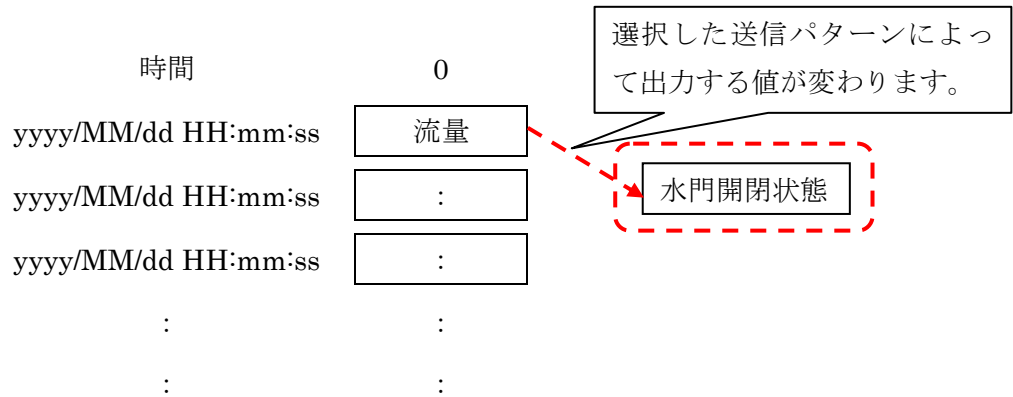 選択した送信パターンによっ
て出力する値が変わります。
時間 0
yyyy/MM/dd HH:mm:ss 流量
水門開閉状態
yyyy/MM/dd HH:mm:ss :
yyyy/MM/dd HH:mm:ss :
: :
: :